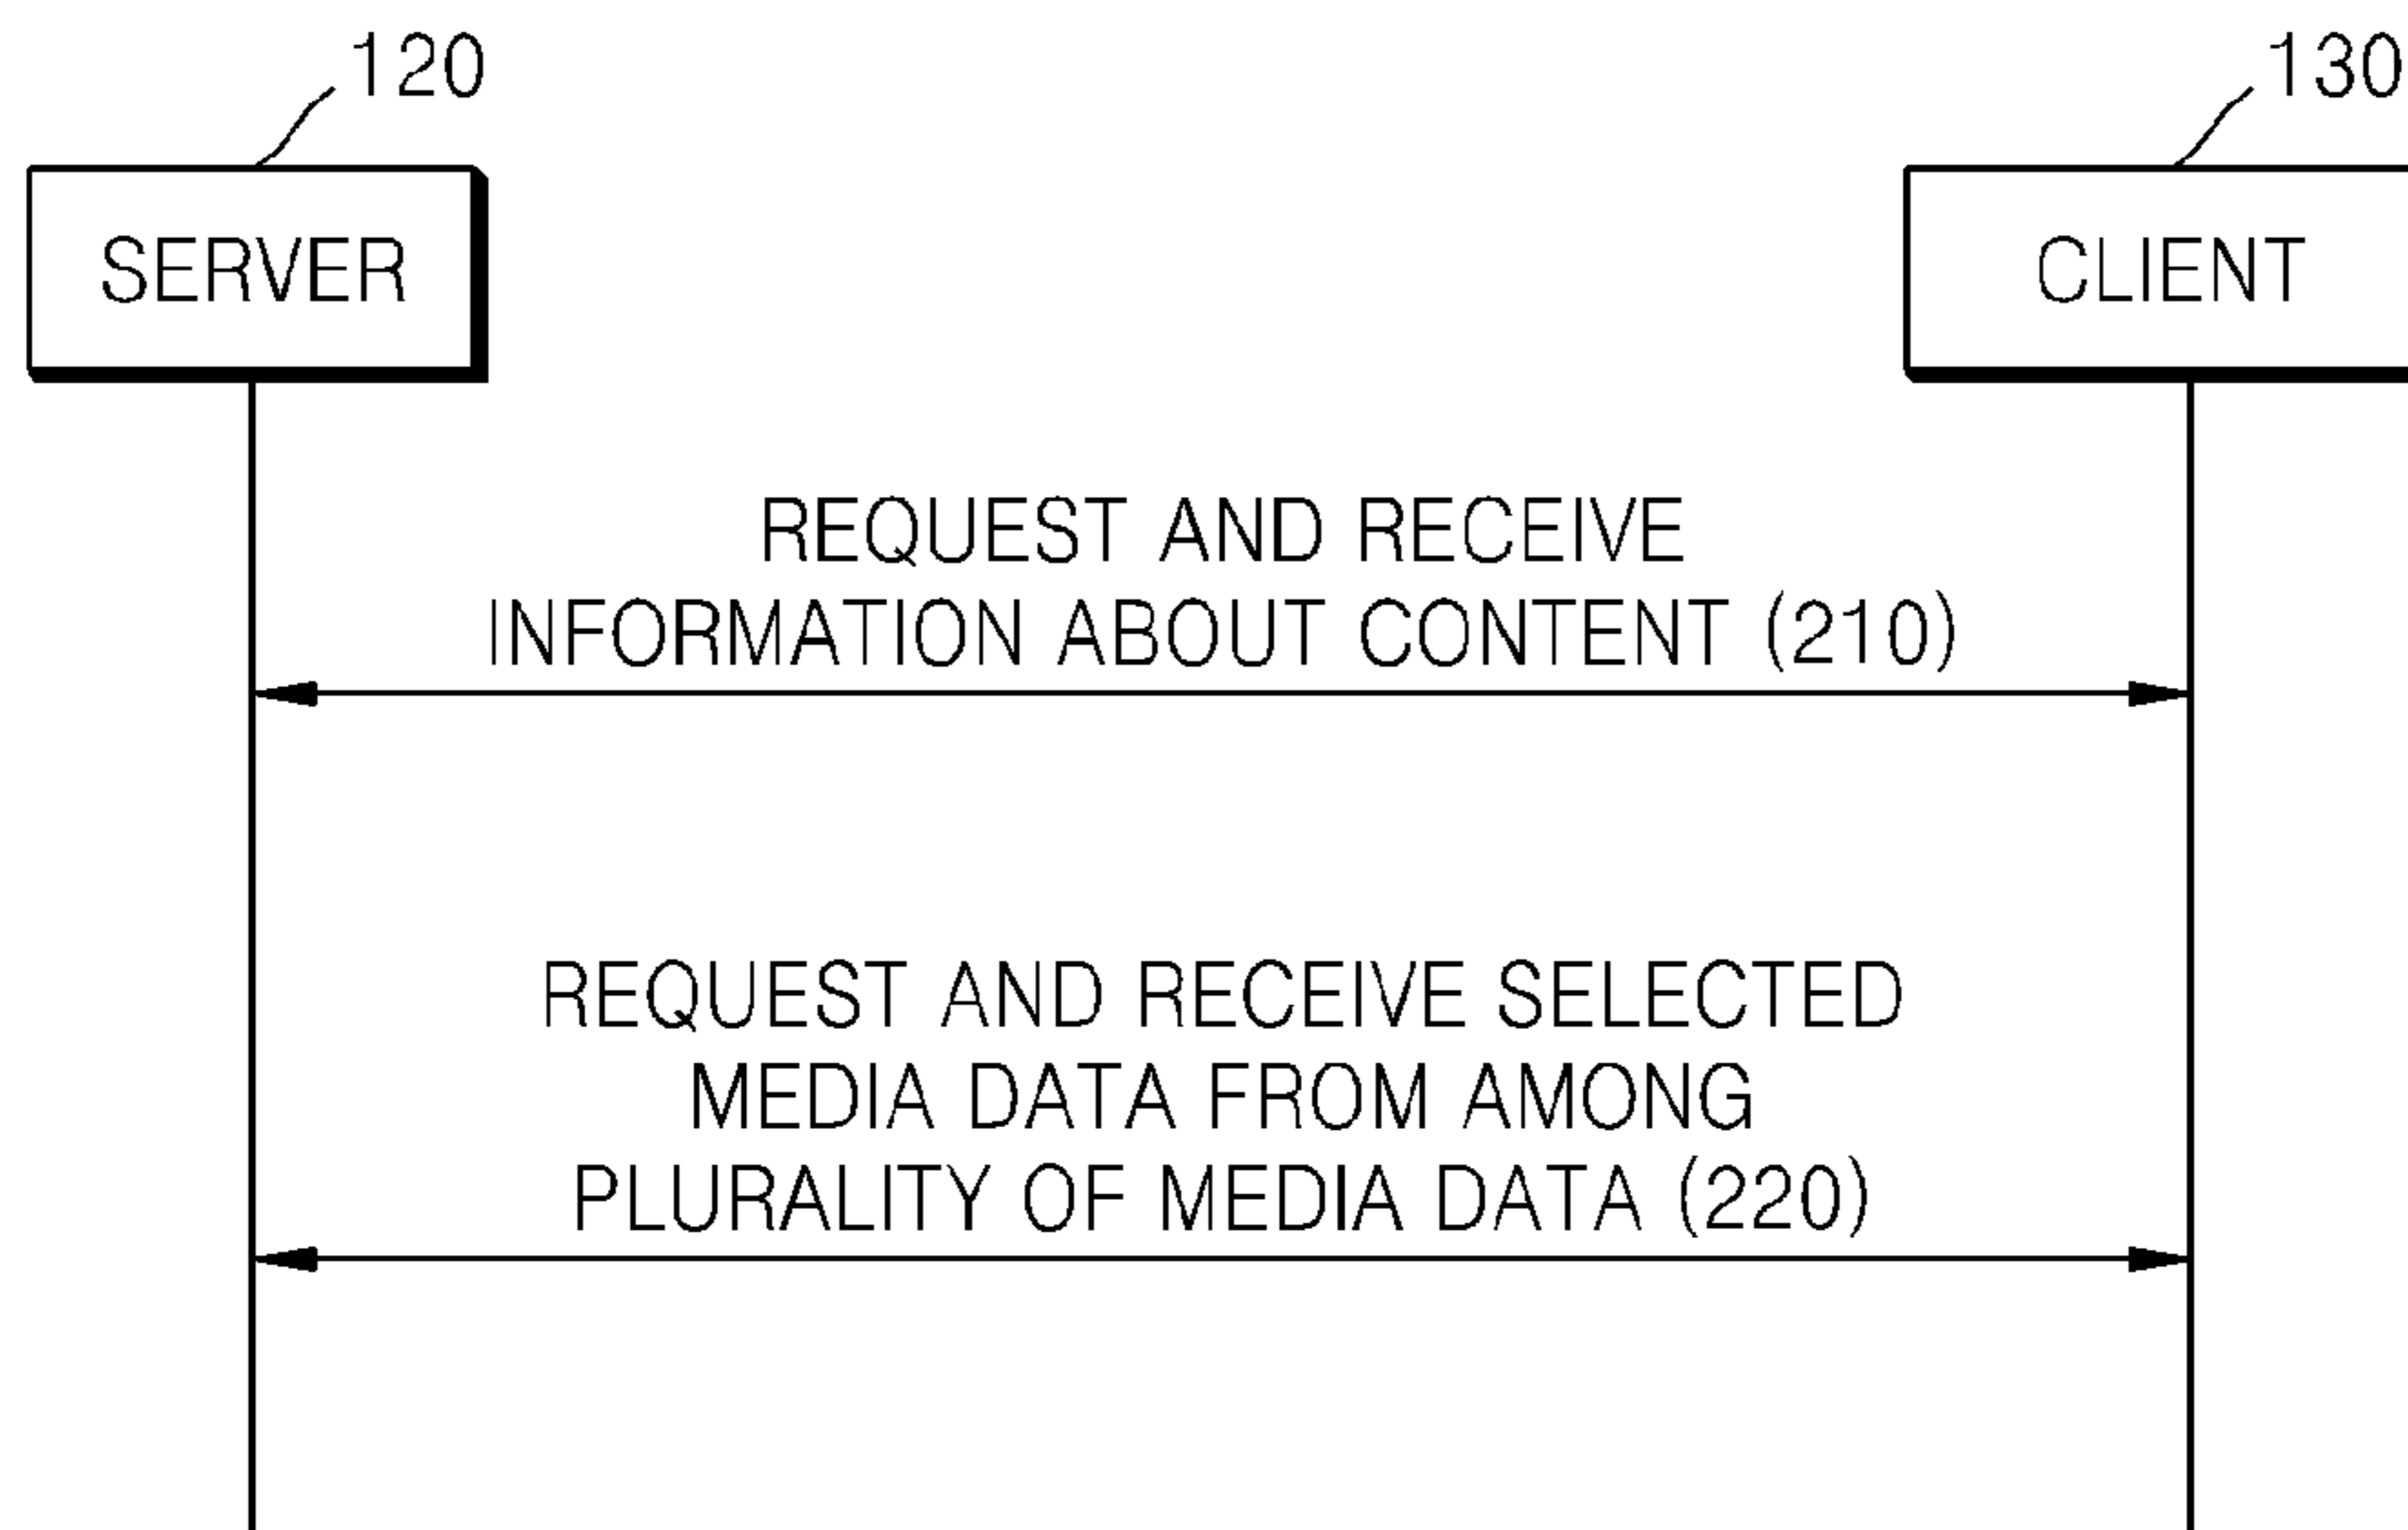 120
130
SERVER
CLIENT
REQUEST AND RECEIVE
INFORMATION ABOUT CONTENT (210)
REQUEST AND RECEIVE SELECTED
MEDIA DATA FROM AMONG
PLURALITY OF MEDIA DATA (220)